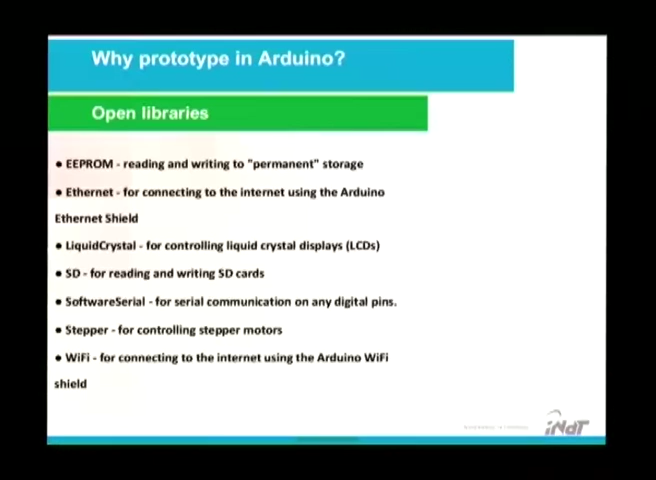 Why prototype in Arduino?
Open libraries
● EEPROM - reading and writing to "permanent" storage
● Ethernet - for connecting to the internet using the Arduino
Ethernet Shield
● LiquidCrystal - for controlling liquid crystal displays (LCDs)
● SD - for reading and writing SD cards
● SoftwareSerial - for serial communication on any digital pins.
● Stepper - for controlling stepper motors
● WiFi - for connecting to the internet using the Arduino WiFi
shield
iNdT